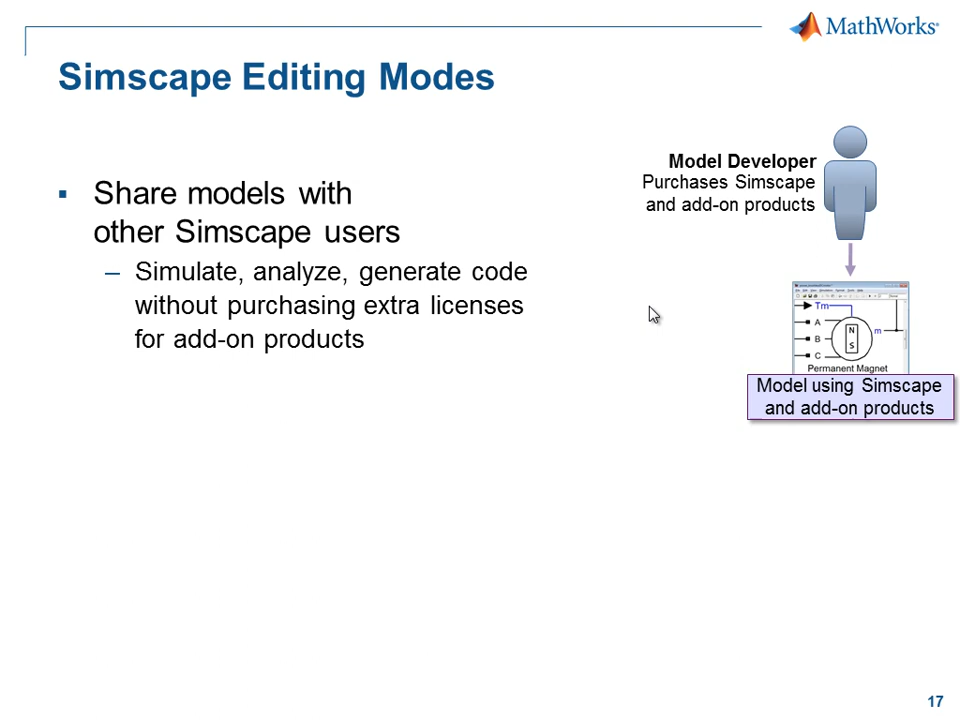 MathWorks®
Simscape Editing Modes
▪ Share models with
other Simscape users
– Simulate, analyze, generate code
without purchasing extra licenses
for add-on products
Model Developer
Purchases Simscape
and add-on products
Tm
A
B
C
N
S
m
Permanent Magnet
Model using Simscape
and add-on products
17